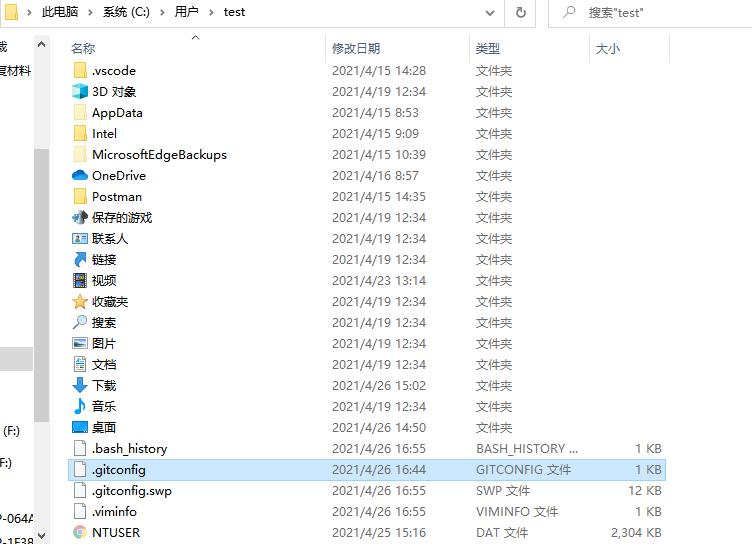 此电脑 > 系统 (C:) > 用户 > test 搜索"test"
名称 修改日期 类型 大小
.vscode 2021/4/15 14:28 文件夹
复材料 3D 对象 2021/4/19 12:34 文件夹
AppData 2021/4/15 8:53 文件夹
Intel 2021/4/15 9:09 文件夹
MicrosoftEdgeBackups 2021/4/15 10:39 文件夹
OneDrive 2021/4/16 8:57 文件夹
Postman 2021/4/15 14:35 文件夹
保存的游戏 2021/4/19 12:34 文件夹
联系人 2021/4/19 12:34 文件夹
链接 2021/4/19 12:34 文件夹
视频 2021/4/23 13:14 文件夹
收藏夹 2021/4/19 12:34 文件夹
搜索 2021/4/19 12:34 文件夹
图片 2021/4/19 12:34 文件夹
文档 2021/4/19 12:34 文件夹
下载 2021/4/26 15:02 文件夹
音乐 2021/4/19 12:34 文件夹
(F:) 桌面 2021/4/26 14:50 文件夹
.bash_history 2021/4/26 16:55 BASH_HISTORY ... 1 KB
F:) .gitconfig 2021/4/26 16:44 GITCONFIG 文件 1 KB
.gitconfig.swp 2021/4/26 16:55 SWP 文件 12 KB
P-064A .viminfo 2021/4/26 16:55 VIMINFO 文件 1 KB
NTUSER 2021/4/25 15:16 DAT 文件 2,304 KB